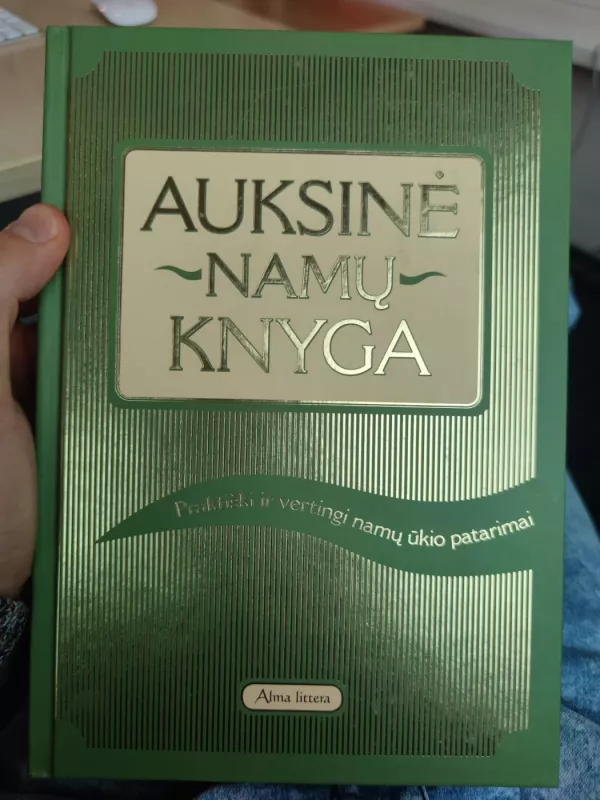 AUKSINĖ
NAMŲ
KNYGA
Praktiški ir vertingi namų ūkio patarimai
Alma littera